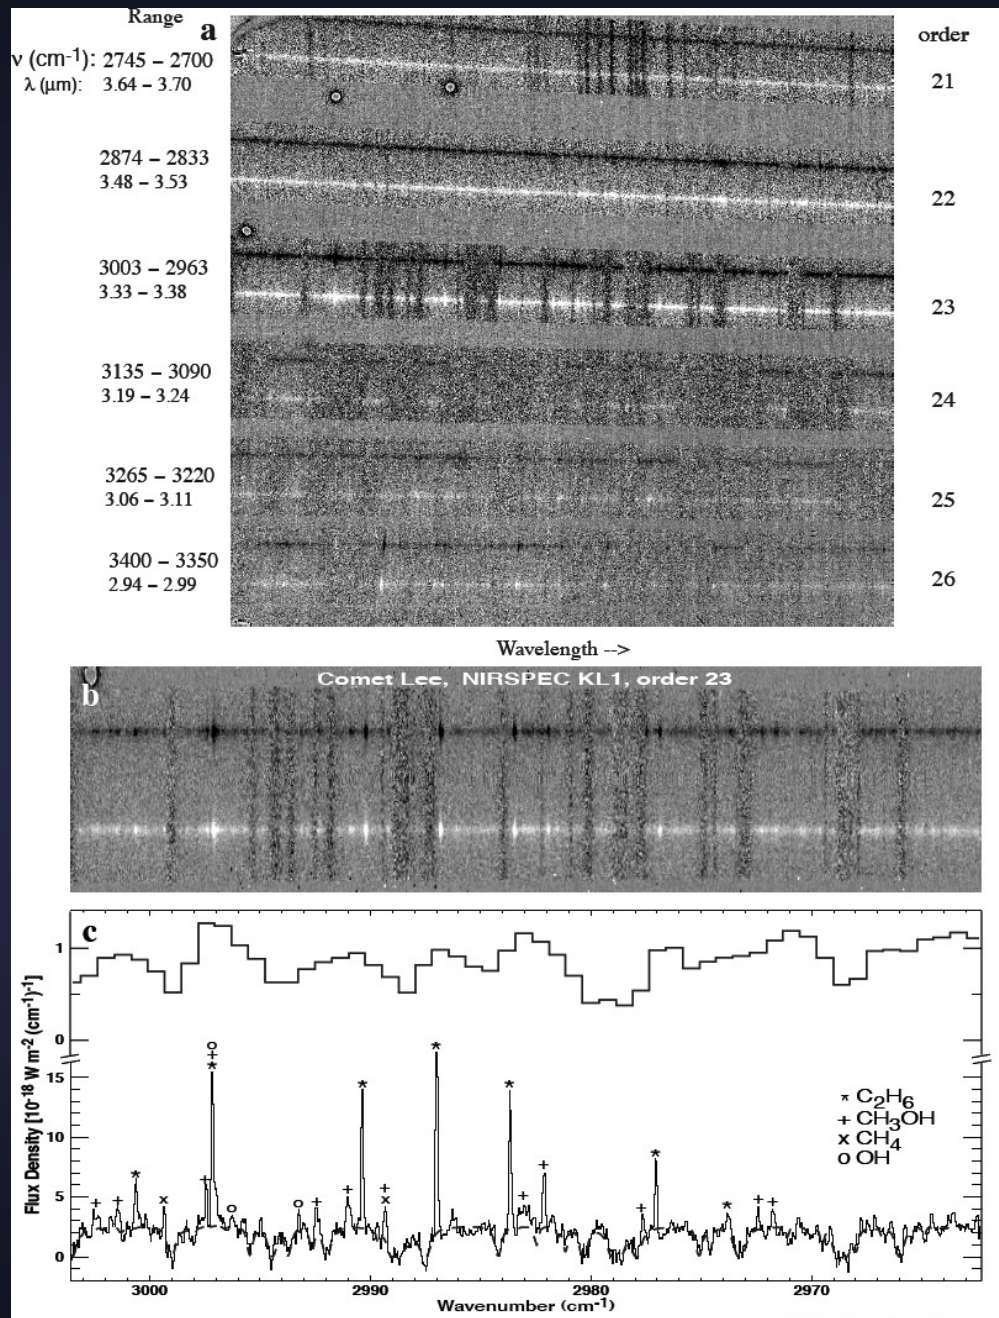 Range
a
order
ν (cm-1): 2745 – 2700
λ (μm): 3.64 – 3.70
21
2874 – 2833
3.48 – 3.53
22
3003 – 2963
3.33 – 3.38
23
3135 – 3090
3.19 – 3.24
24
3265 – 3220
3.06 – 3.11
25
3400 – 3350
2.94 – 2.99
26
Wavelength -->
b
Comet Lee, NIRSPEC KL1, order 23
c
1
0
15
10
5
0
Flux Density [10-18 W m-2 (cm-1)-1]
* C2H6
+ CH3OH
x CH4
o OH
3000 2990 2980 2970
Wavenumber (cm-1)